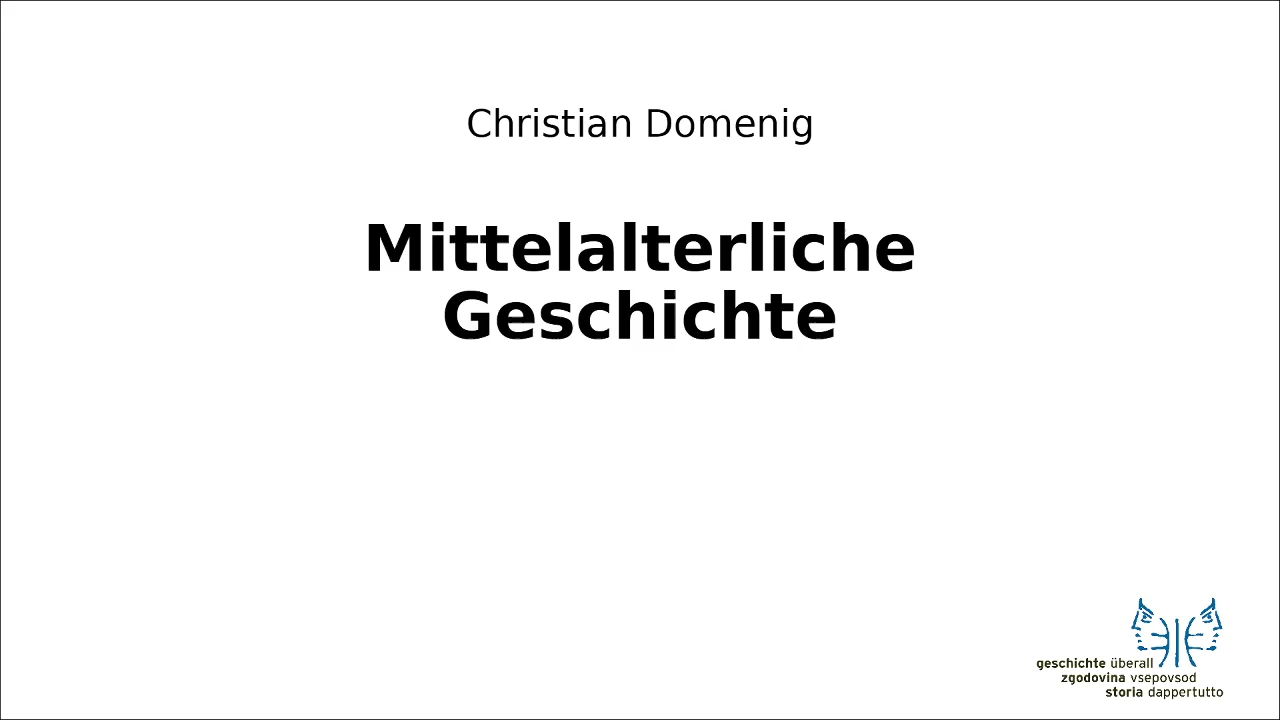 Christian Domenig
Mittelalterliche
Geschichte
geschichte überall
zgodovina vsepovsod
storia dappertutto